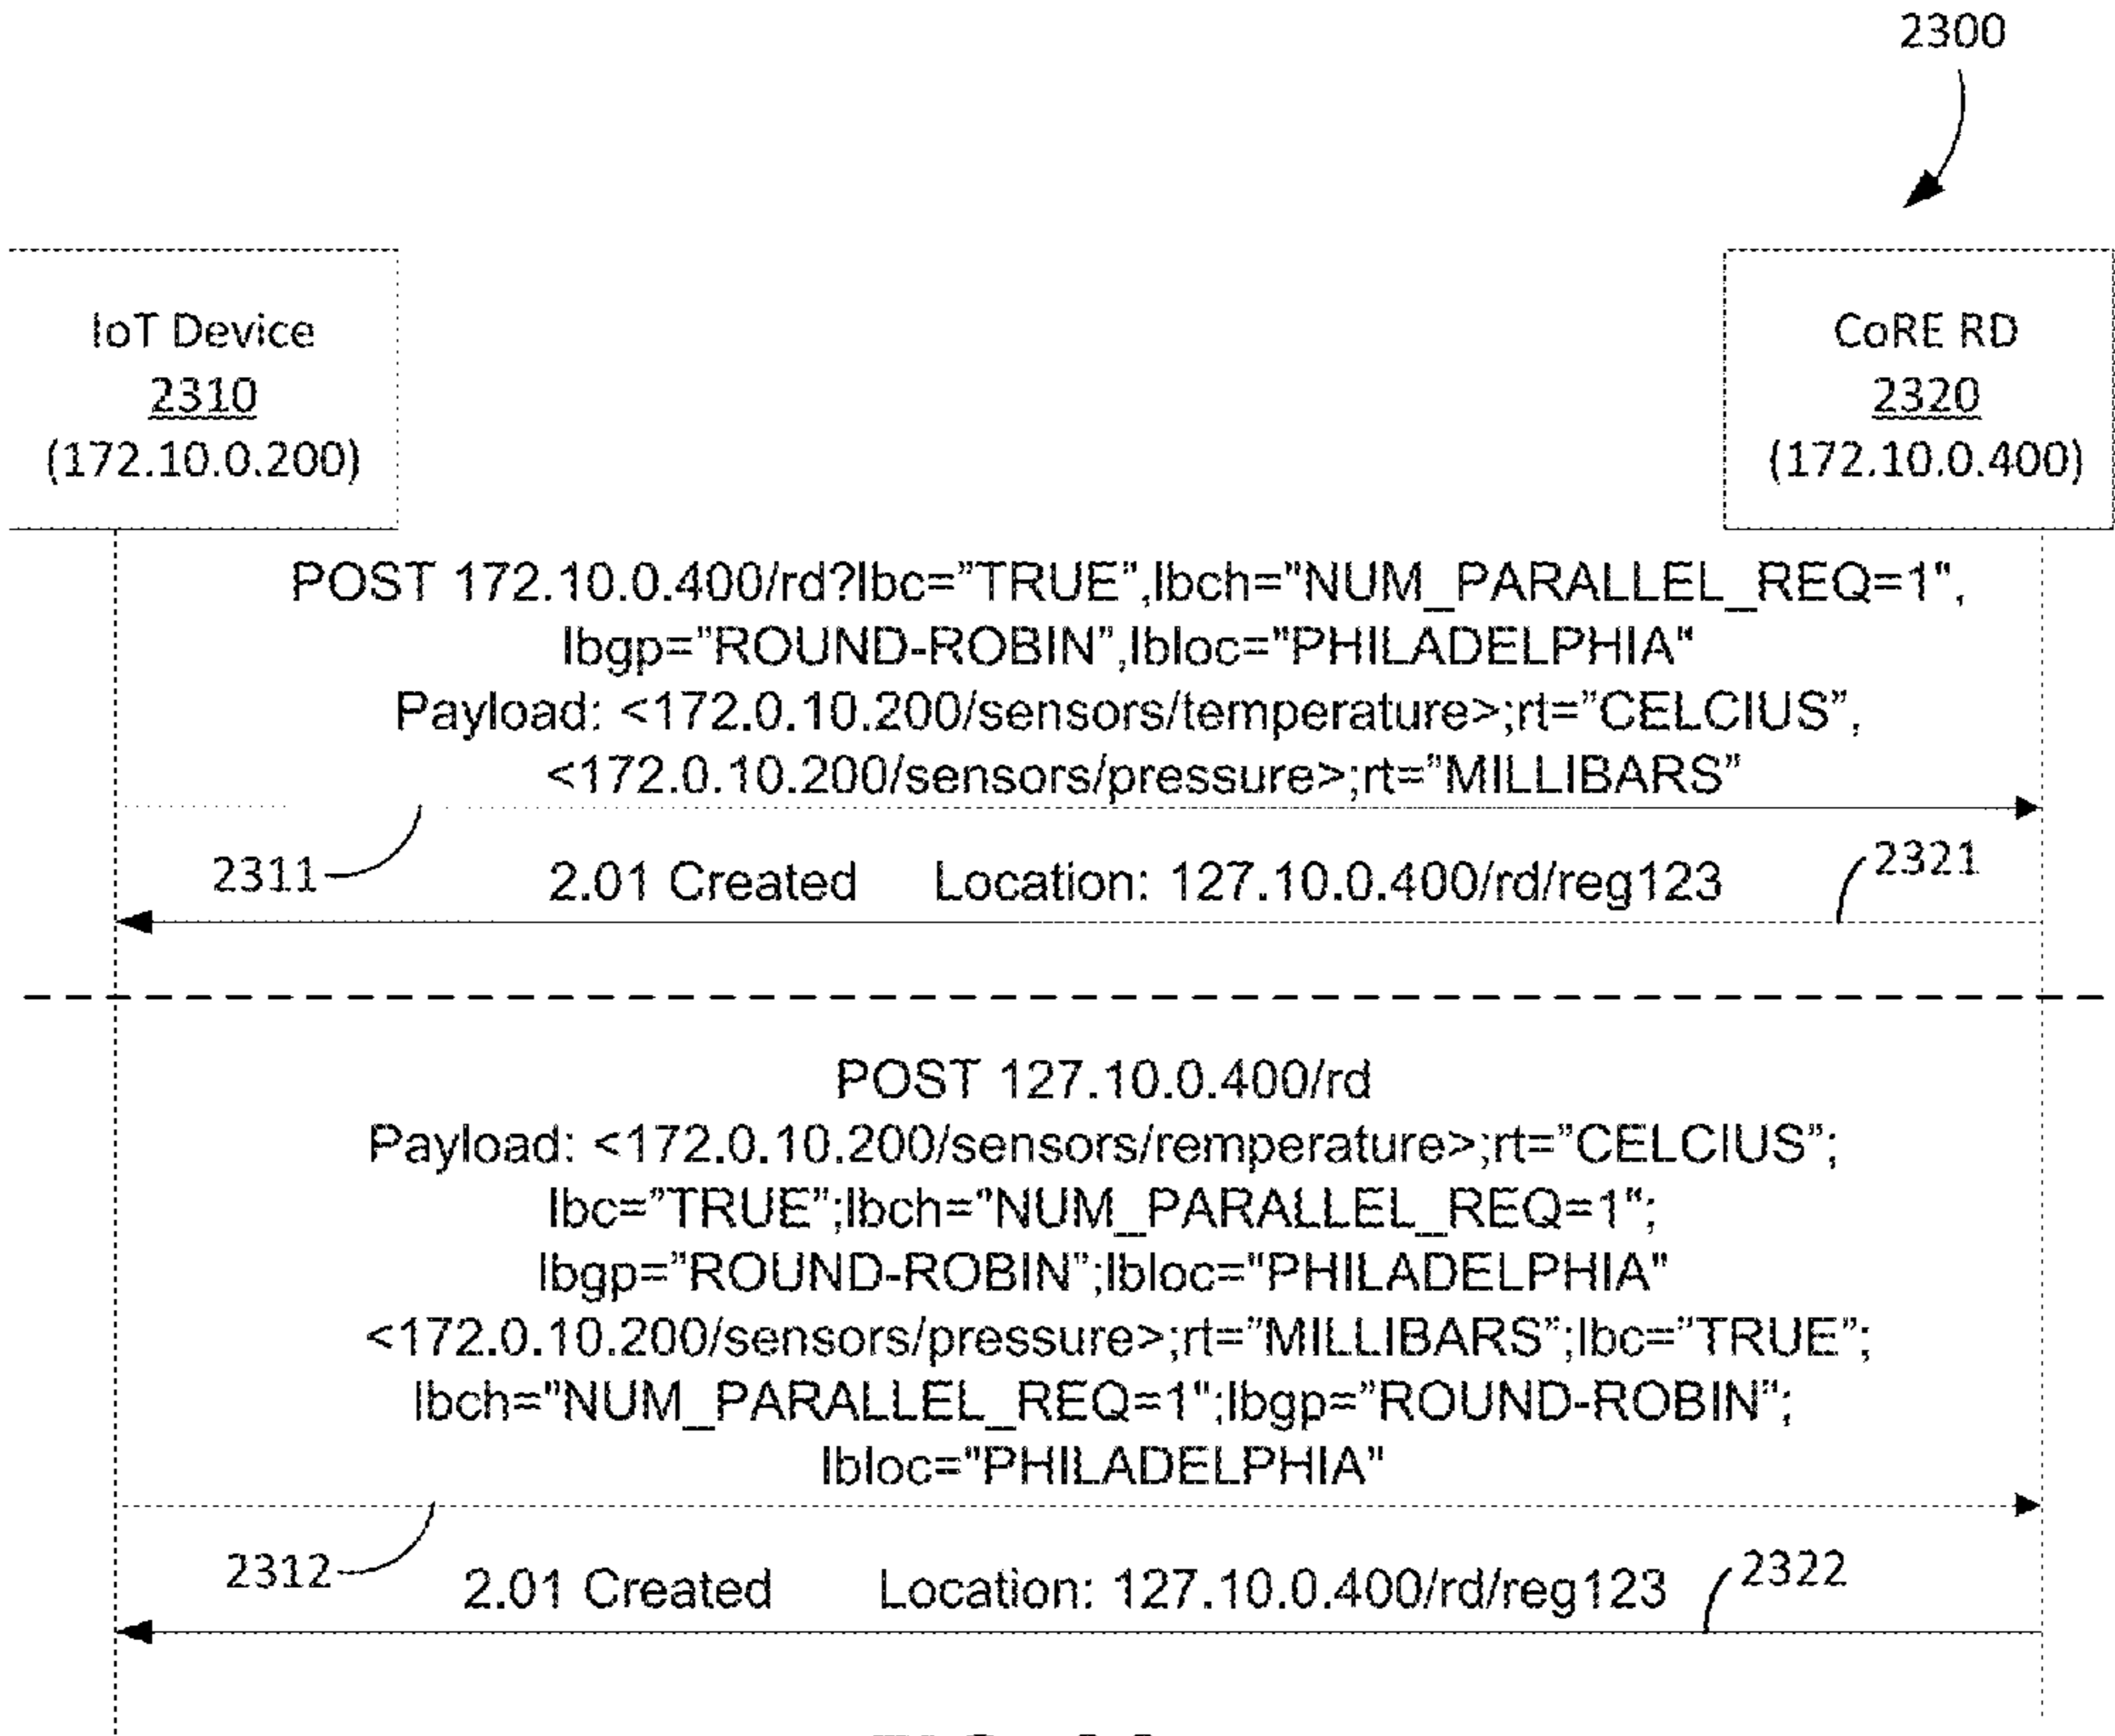 2300
IoT Device
2310
(172.10.0.200)
CoRE RD
2320
(172.10.0.400)
POST 172.10.0.400/rd?lbc=”TRUE”,lbch="NUM_PARALLEL_REQ=1",
lbgp=”ROUND-ROBIN”,lbloc="PHILADELPHIA"
Payload: <172.0.10.200/sensors/temperature>;rt=”CELCIUS”,
<172.0.10.200/sensors/pressure>;rt=”MILLIBARS”
2311
2.01 Created Location: 127.10.0.400/rd/reg123
2321
POST 127.10.0.400/rd
Payload: <172.0.10.200/sensors/remperature>;rt=”CELCIUS”;
lbc=”TRUE”;lbch="NUM_PARALLEL_REQ=1";
lbgp=”ROUND-ROBIN”;lbloc="PHILADELPHIA"
<172.0.10.200/sensors/pressure>;rt=”MILLIBARS”;lbc=”TRUE”;
lbch="NUM_PARALLEL_REQ=1";lbgp=”ROUND-ROBIN”;
lbloc="PHILADELPHIA"
2312
2.01 Created Location: 127.10.0.400/rd/reg123
2322